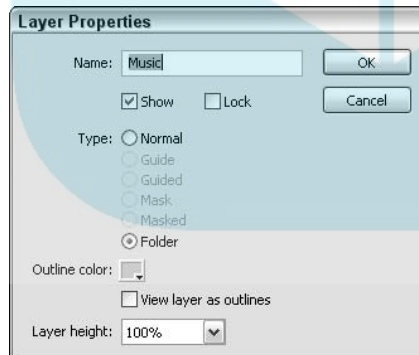 Layer Properties
Name: Music OK
Show Lock Cancel
Type: Normal
Guide
Guided
Mask
Masked
Folder
Outline color:
View layer as outlines
Layer height: 100%